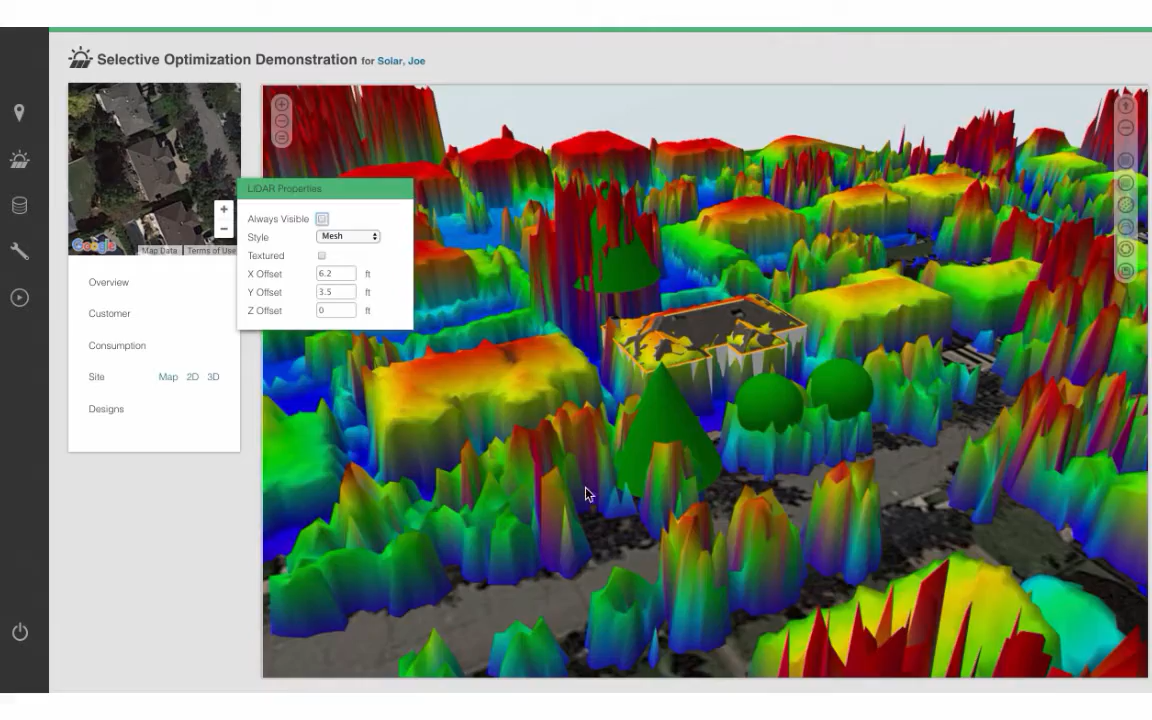 Selective Optimization Demonstration for Solar, Joe
Google
Map Data
Terms of Use
LIDAR Properties
Always Visible
Style Mesh
Textured
X Offset 6.2 ft
Y Offset 3.5 ft
Z Offset 0 ft
Overview
Customer
Consumption
Site Map 2D 3D
Designs